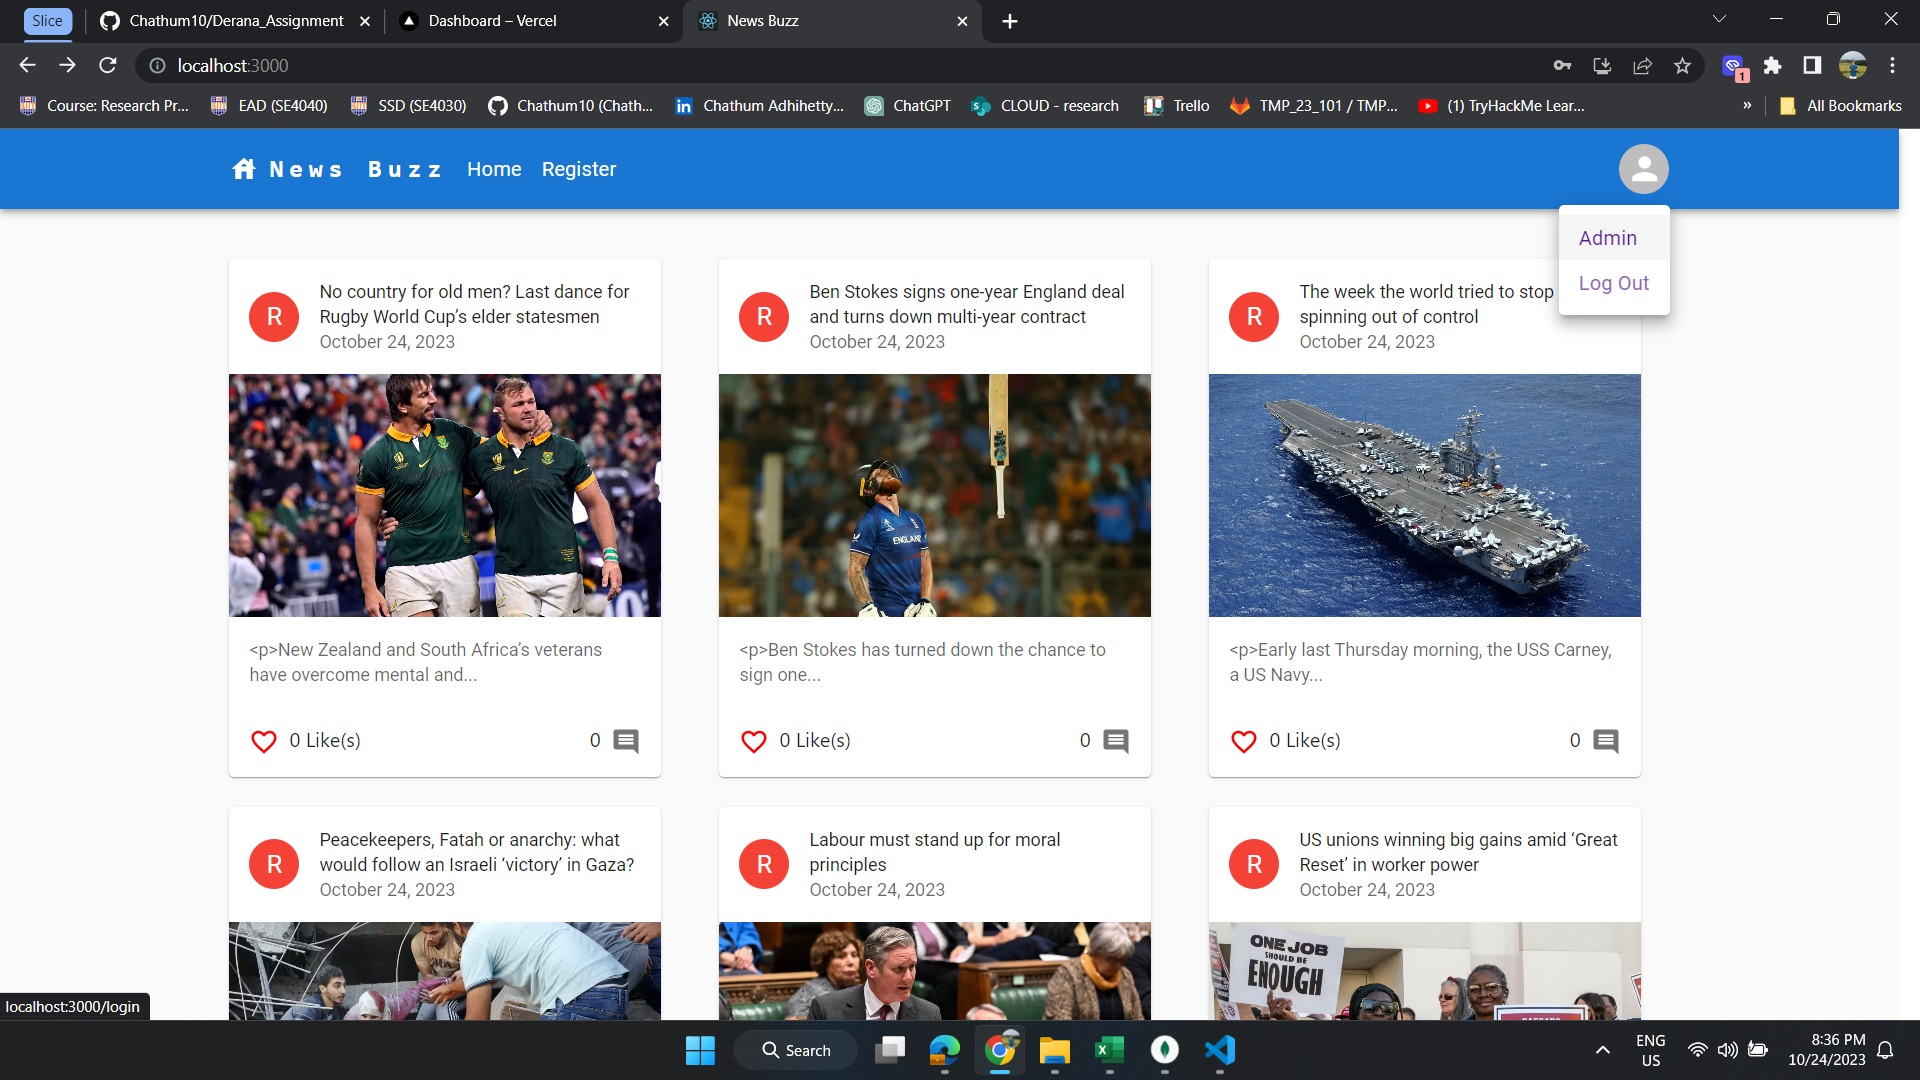 Slice
Chathum10/Derana_Assignment
Dashboard – Vercel
News Buzz
localhost:3000
1
Course: Research Pr...
EAD (SE4040)
SSD (SE4030)
Chathum10 (Chath...
Chathum Adhihetty...
ChatGPT
CLOUD - research
Trello
TMP_23_101 / TMP...
(1) TryHackMe Lear...
»
All Bookmarks
News Buzz
Home
Register
Admin
Log Out
R
No country for old men? Last dance for
Rugby World Cup’s elder statesmen
October 24, 2023
<p>New Zealand and South Africa’s veterans
have overcome mental and...
0 Like(s)
0
R
Ben Stokes signs one-year England deal
and turns down multi-year contract
October 24, 2023
ENGLAND
<p>Ben Stokes has turned down the chance to
sign one...
0 Like(s)
0
R
The week the world tried to stop
spinning out of control
October 24, 2023
<p>Early last Thursday morning, the USS Carney,
a US Navy...
0 Like(s)
0
R
Peacekeepers, Fatah or anarchy: what
would follow an Israeli ‘victory’ in Gaza?
October 24, 2023
R
Labour must stand up for moral
principles
October 24, 2023
R
US unions winning big gains amid ‘Great
Reset’ in worker power
October 24, 2023
ONE JOB
SHOULD BE
ENOUGH
localhost:3000/login
Search
ENG
US
8:36 PM
10/24/2023